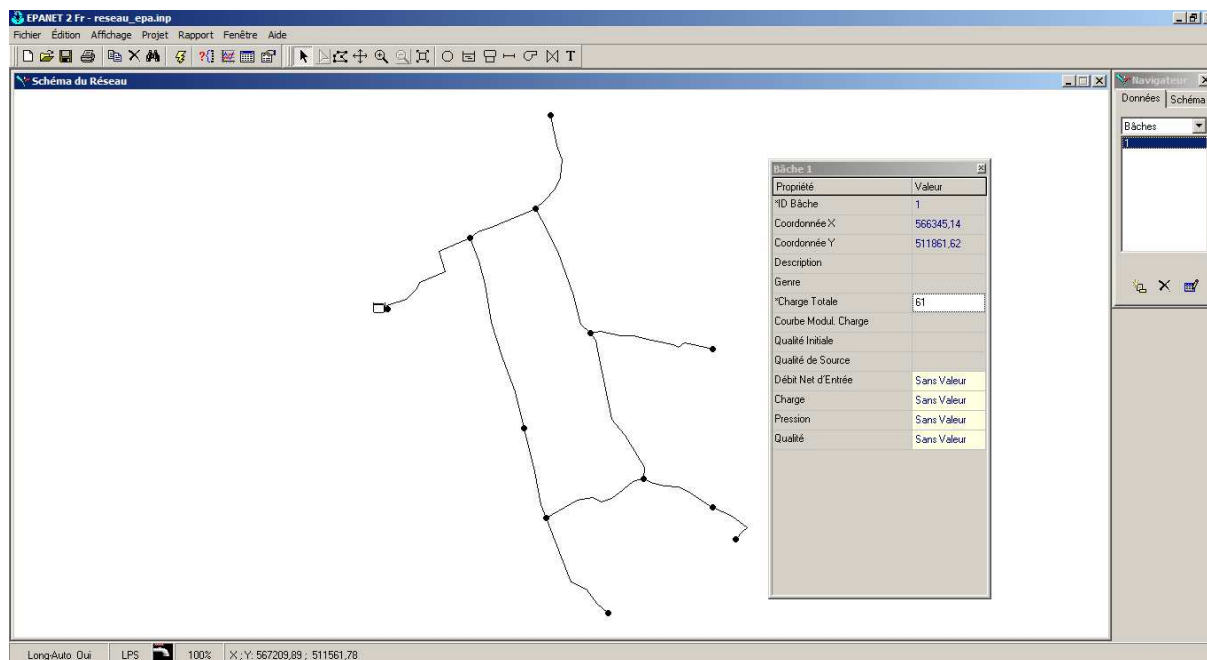 EPANET 2 Fr - reseau_epa.inp
Fichier Édition Affichage Projet Rapport Fenêtre Aide
T
Schéma du Réseau
Navigateur
Données Schéma
Bâches
1
Bâche 1
Propriété Valeur
*ID Bâche 1
Coordonnée X 566345,14
Coordonnée Y 511861,62
Description
Genre
*Charge Totale 61
Courbe Modul. Charge
Qualité Initiale
Qualité de Source
Débit Net d'Entrée Sans Valeur
Charge Sans Valeur
Pression Sans Valeur
Qualité Sans Valeur
Long-Auto Oui LPS 100% X ; Y: 567209,89 ; 511561,78